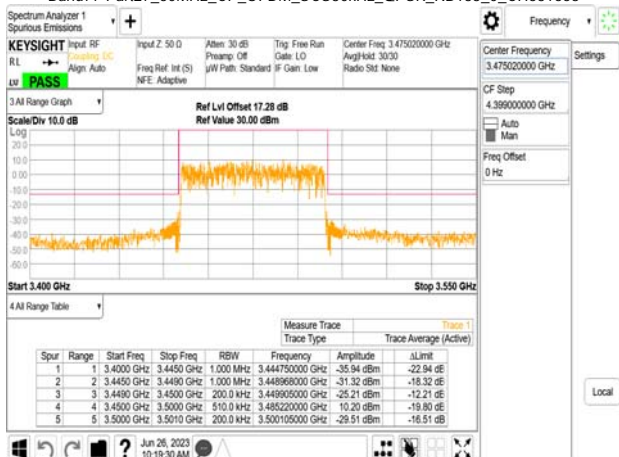 Spectrum Analyzer 1
Spurious Emissions
Frequency
Settings
KEYSIGHT
Input: RF
Coupling: DC
Align: Auto
Input Z: 50 Ω
Freq Ref: Int (S)
NFE: Adaptive
Atten: 30 dB
Preamp: Off
µW Path: Standard
Trig: Free Run
Gate: LO
IF Gain: Low
Center Freq: 3.475020000 GHz
Avg|Hold: 30/30
Radio Std: None
RL
PASS
Center Frequency
3.475020000 GHz
CF Step
4.399000000 GHz
Auto
Man
Freq Offset
0 Hz
Local
3 All Range Graph
Scale/Div 10.0 dB
Ref Lvl Offset 17.28 dB
Ref Value 30.00 dBm
Log
20.0
10.0
0.00
-10.0
-20.0
-30.0
-40.0
-50.0
-60.0
Start 3.400 GHz
Stop 3.550 GHz
4 All Range Table
Measure Trace Trace 1
Trace Type Trace Average (Active)
Spur Range Start Freq Stop Freq RBW Frequency Amplitude ΔLimit
1 1 3.4000 GHz 3.4450 GHz 1.000 MHz 3.444750000 GHz -35.94 dBm -22.94 dB
2 2 3.4450 GHz 3.4490 GHz 1.000 MHz 3.448968000 GHz -31.32 dBm -18.32 dB
3 3 3.4490 GHz 3.4500 GHz 200.0 kHz 3.449905000 GHz -25.21 dBm -12.21 dB
4 4 3.4500 GHz 3.5000 GHz 510.0 kHz 3.485220000 GHz 10.20 dBm -19.80 dB
5 5 3.5000 GHz 3.5010 GHz 200.0 kHz 3.500105000 GHz -29.51 dBm -16.51 dB
Jun 26, 2023
10:19:30 AM